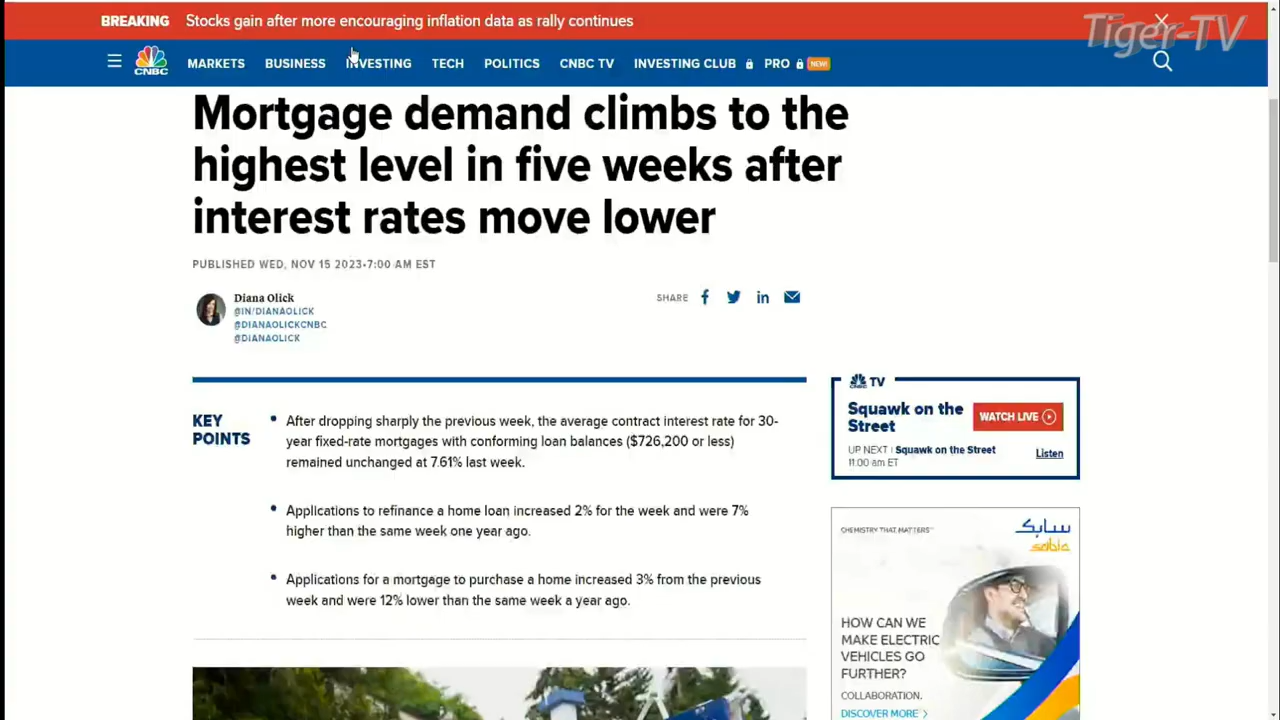 BREAKING Stocks gain after more encouraging inflation data as rally continues
Tiger-TV
CNBC
MARKETS BUSINESS INVESTING TECH POLITICS CNBC TV INVESTING CLUB PRO NEW!
Mortgage demand climbs to the
highest level in five weeks after
interest rates move lower
PUBLISHED WED, NOV 15 2023•7:00 AM EST
Diana Olick
@IN/DIANAOLICK
@DIANAOLICKCNBC
@DIANAOLICK
SHARE
KEY
POINTS
After dropping sharply the previous week, the average contract interest rate for 30-
year fixed-rate mortgages with conforming loan balances ($726,200 or less)
remained unchanged at 7.61% last week.
Applications to refinance a home loan increased 2% for the week and were 7%
higher than the same week one year ago.
Applications for a mortgage to purchase a home increased 3% from the previous
week and were 12% lower than the same week a year ago.
CNBC TV
Squawk on the
Street
WATCH LIVE
UP NEXT | Squawk on the Street
11:00 am ET
Listen
CHEMISTRY THAT MATTERS™
سابك
sabic
HOW CAN WE
MAKE ELECTRIC
VEHICLES GO
FURTHER?
COLLABORATION.
DISCOVER MORE >